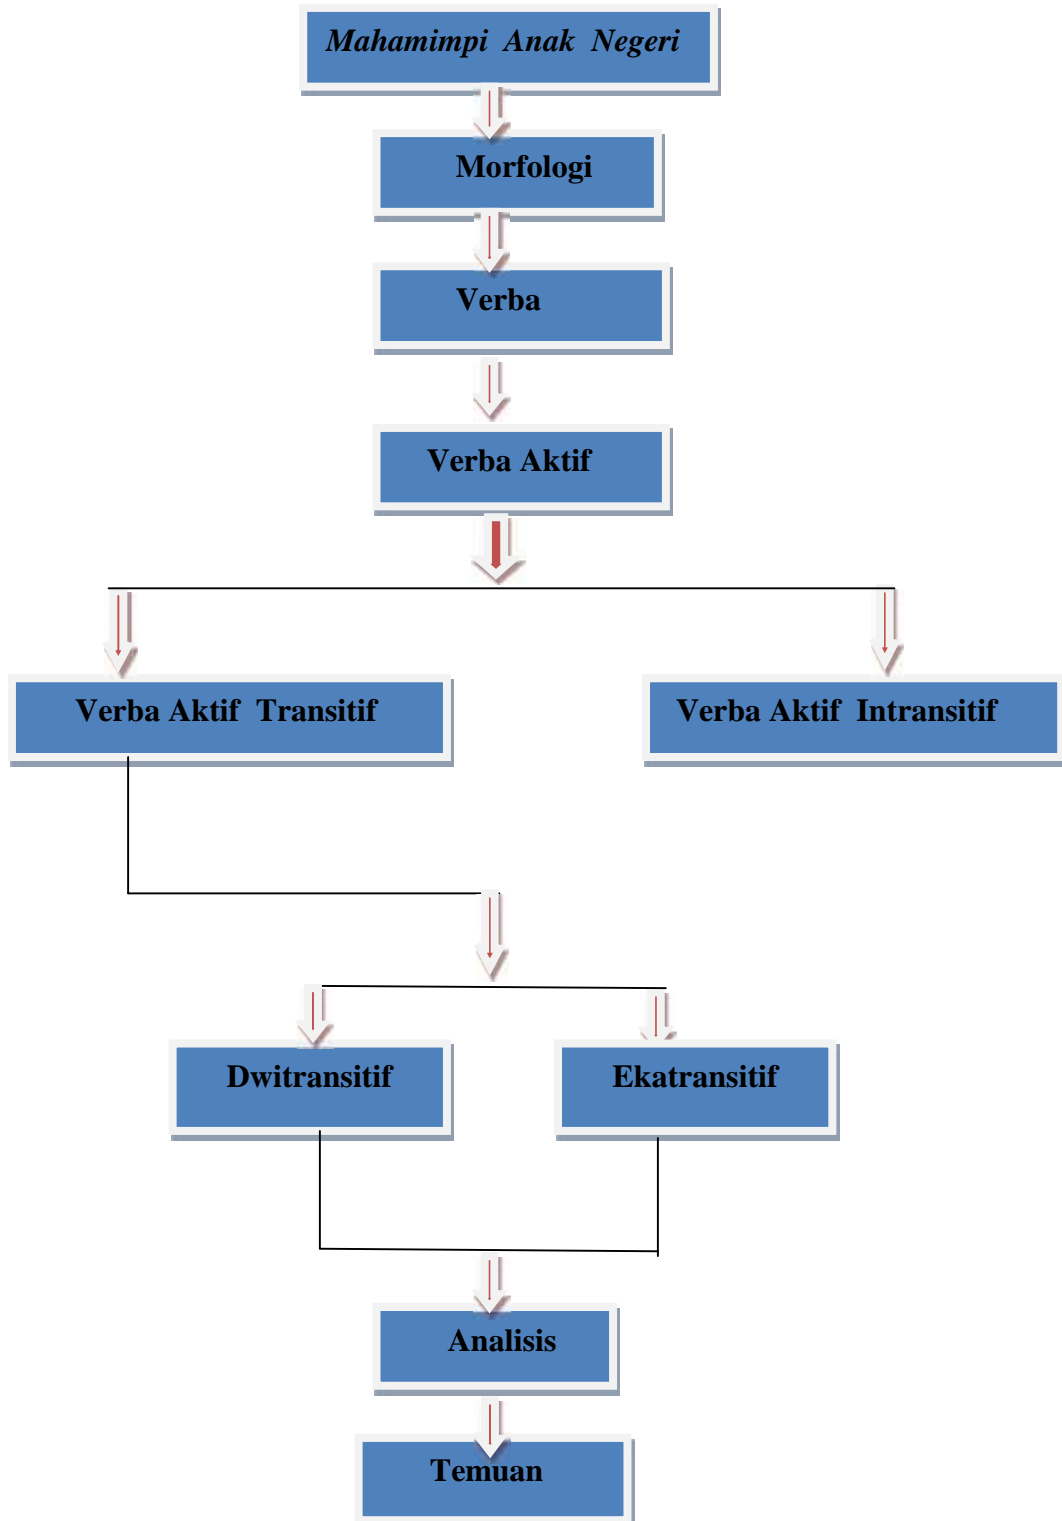 Mahamimpi Anak Negeri
Morfologi
Verba
Verba Aktif
Verba Aktif Transitif
Verba Aktif Intransitif
Dwitransitif
Ekatransitif
Analisis
Temuan